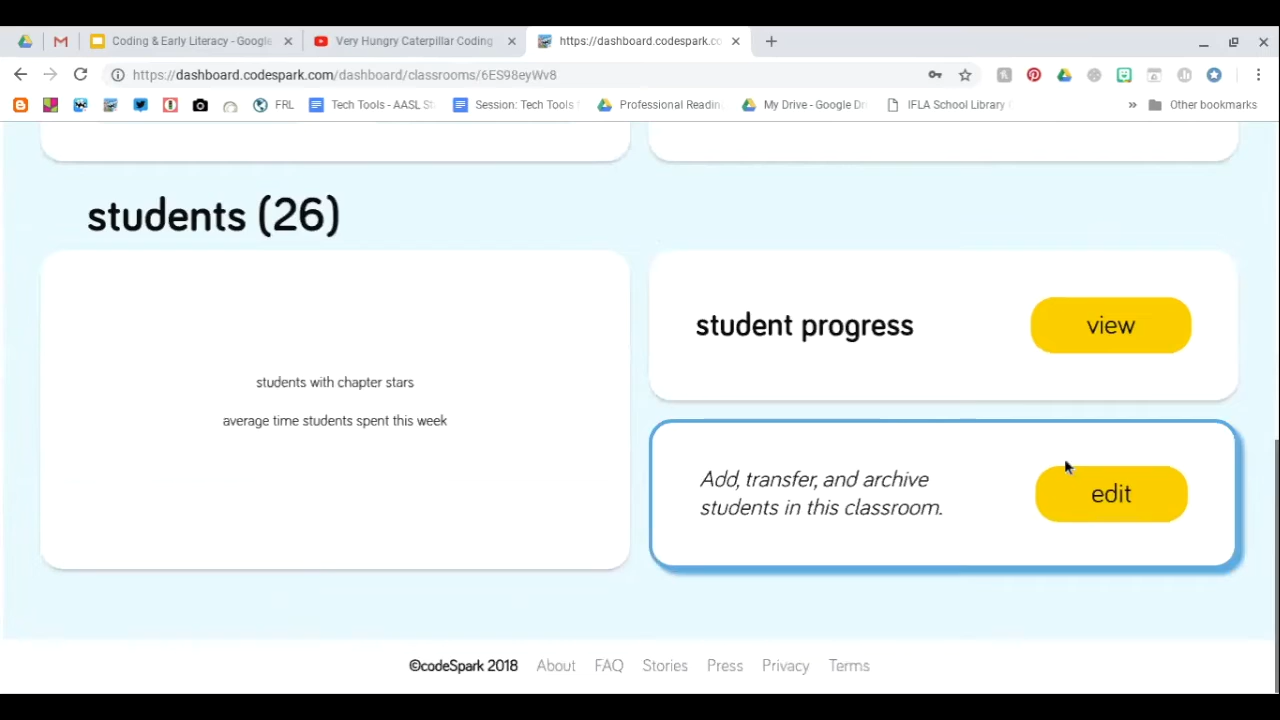 Coding & Early Literacy - Google
Very Hungry Caterpillar Coding
https://dashboard.codespark.co
https://dashboard.codespark.com/dashboard/classrooms/6ES98eyWv8
FRL
Tech Tools - AASL St
Session: Tech Tools
Professional Readin
My Drive - Google Dr
IFLA School Library
Other bookmarks
students (26)
students with chapter stars
average time students spent this week
student progress
view
Add, transfer, and archive
students in this classroom.
edit
©codeSpark 2018 About FAQ Stories Press Privacy Terms